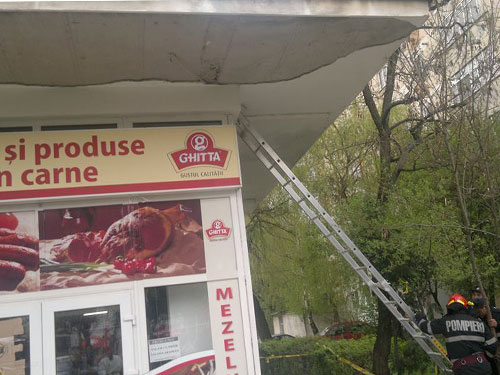 și produse
n carne
g
GHITTA
GUSTUL CALITĂȚII
GHITTA
MEZEL
POMPIERI